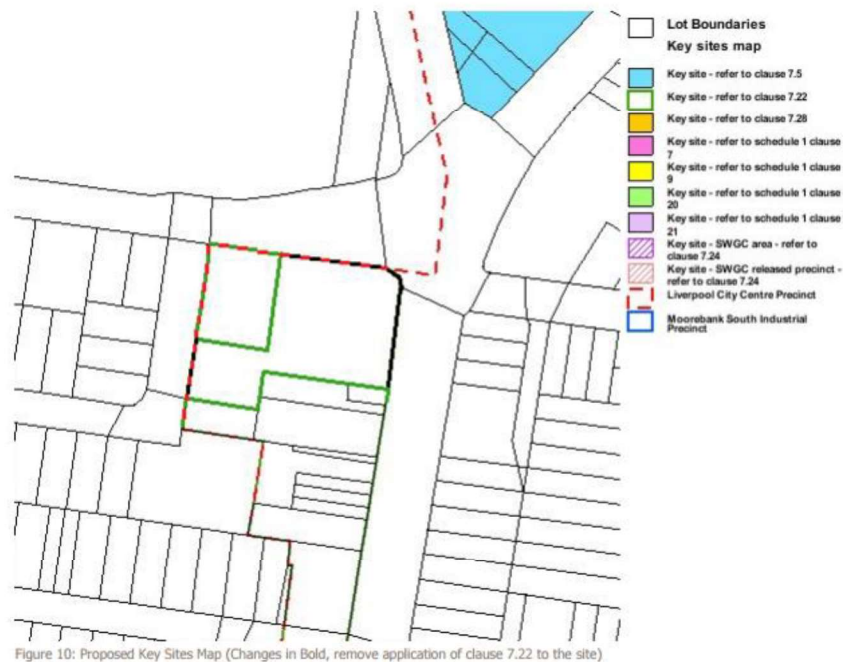 Lot Boundaries
Key sites map
Key site - refer to clause 7.5
Key site - refer to clause 7.22
Key site - refer to clause 7.28
Key site - refer to schedule 1 clause
7
Key site - refer to schedule 1 clause
9
Key site - refer to schedule 1 clause
20
Key site - refer to schedule 1 clause
21
Key site - SWGC area - refer to
clause 7.24
Key site - SWGC released precinct -
refer to clause 7.24
Liverpool City Centre Precinct
Moorebank South Industrial
Precinct
Figure 10: Proposed Key Sites Map (Changes in Bold, remove application of clause 7.22 to the site)